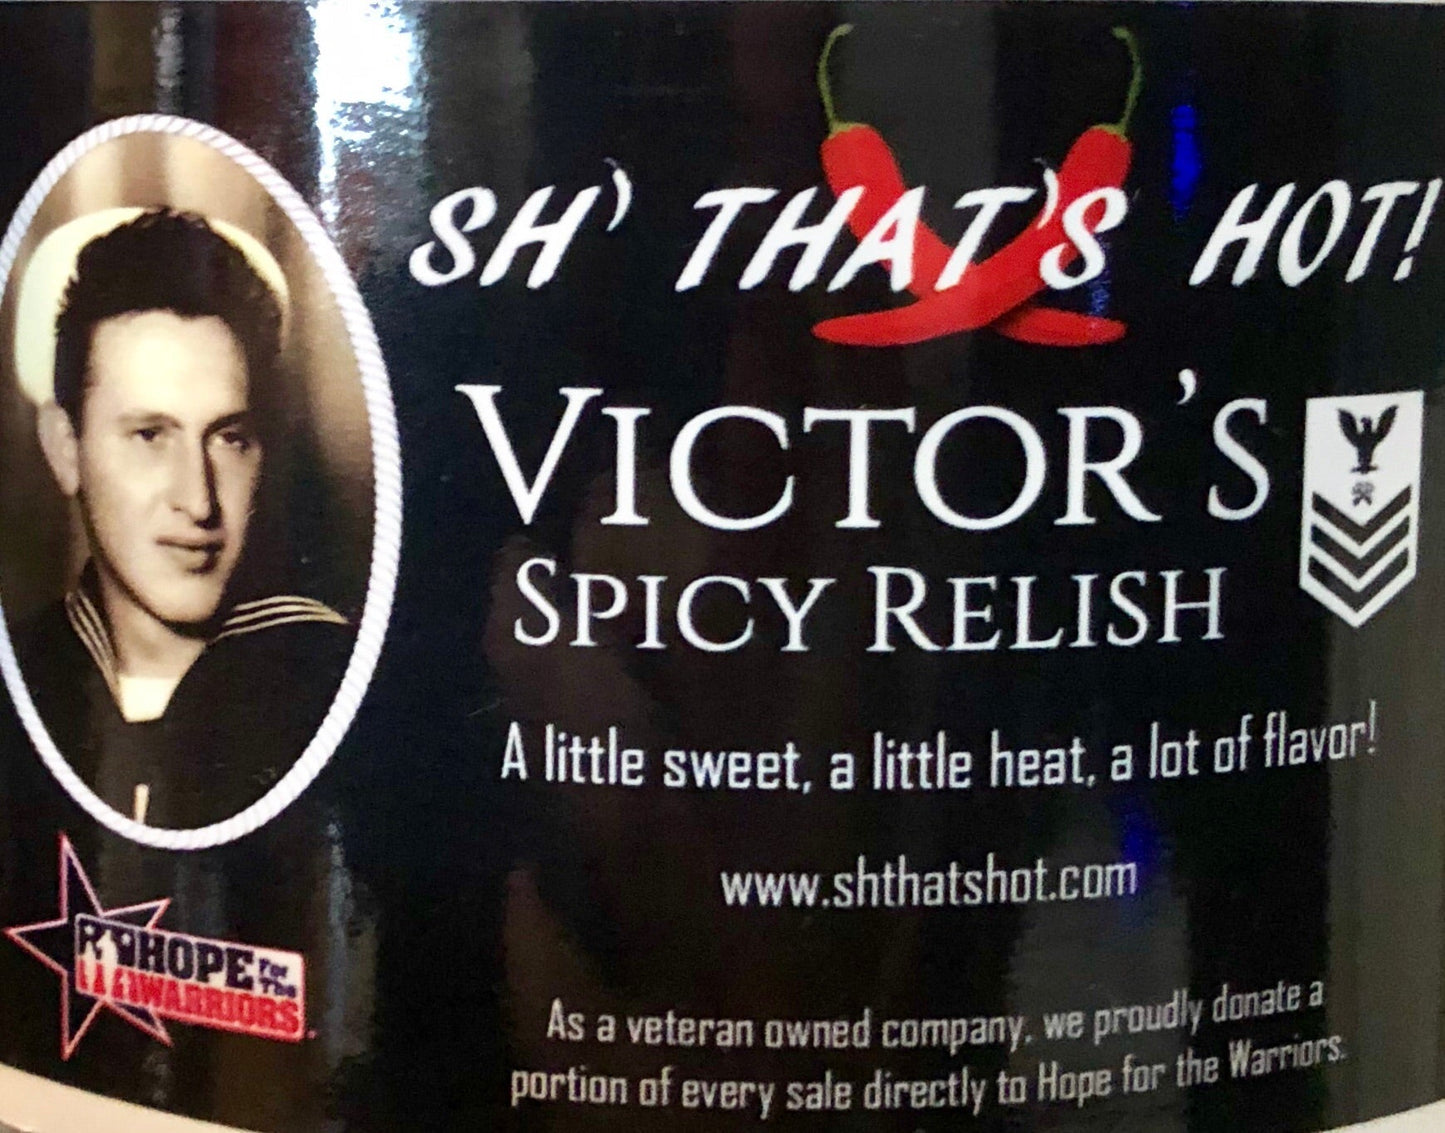 SH' THAT'S HOT!
VICTOR'S
SPICY RELISH
A little sweet, a little heat, a lot of flavor!
www.shthatshot.com
HOPE For The
WARRIORS
As a veteran owned company, we proudly donate a
portion of every sale directly to Hope for the Warriors.